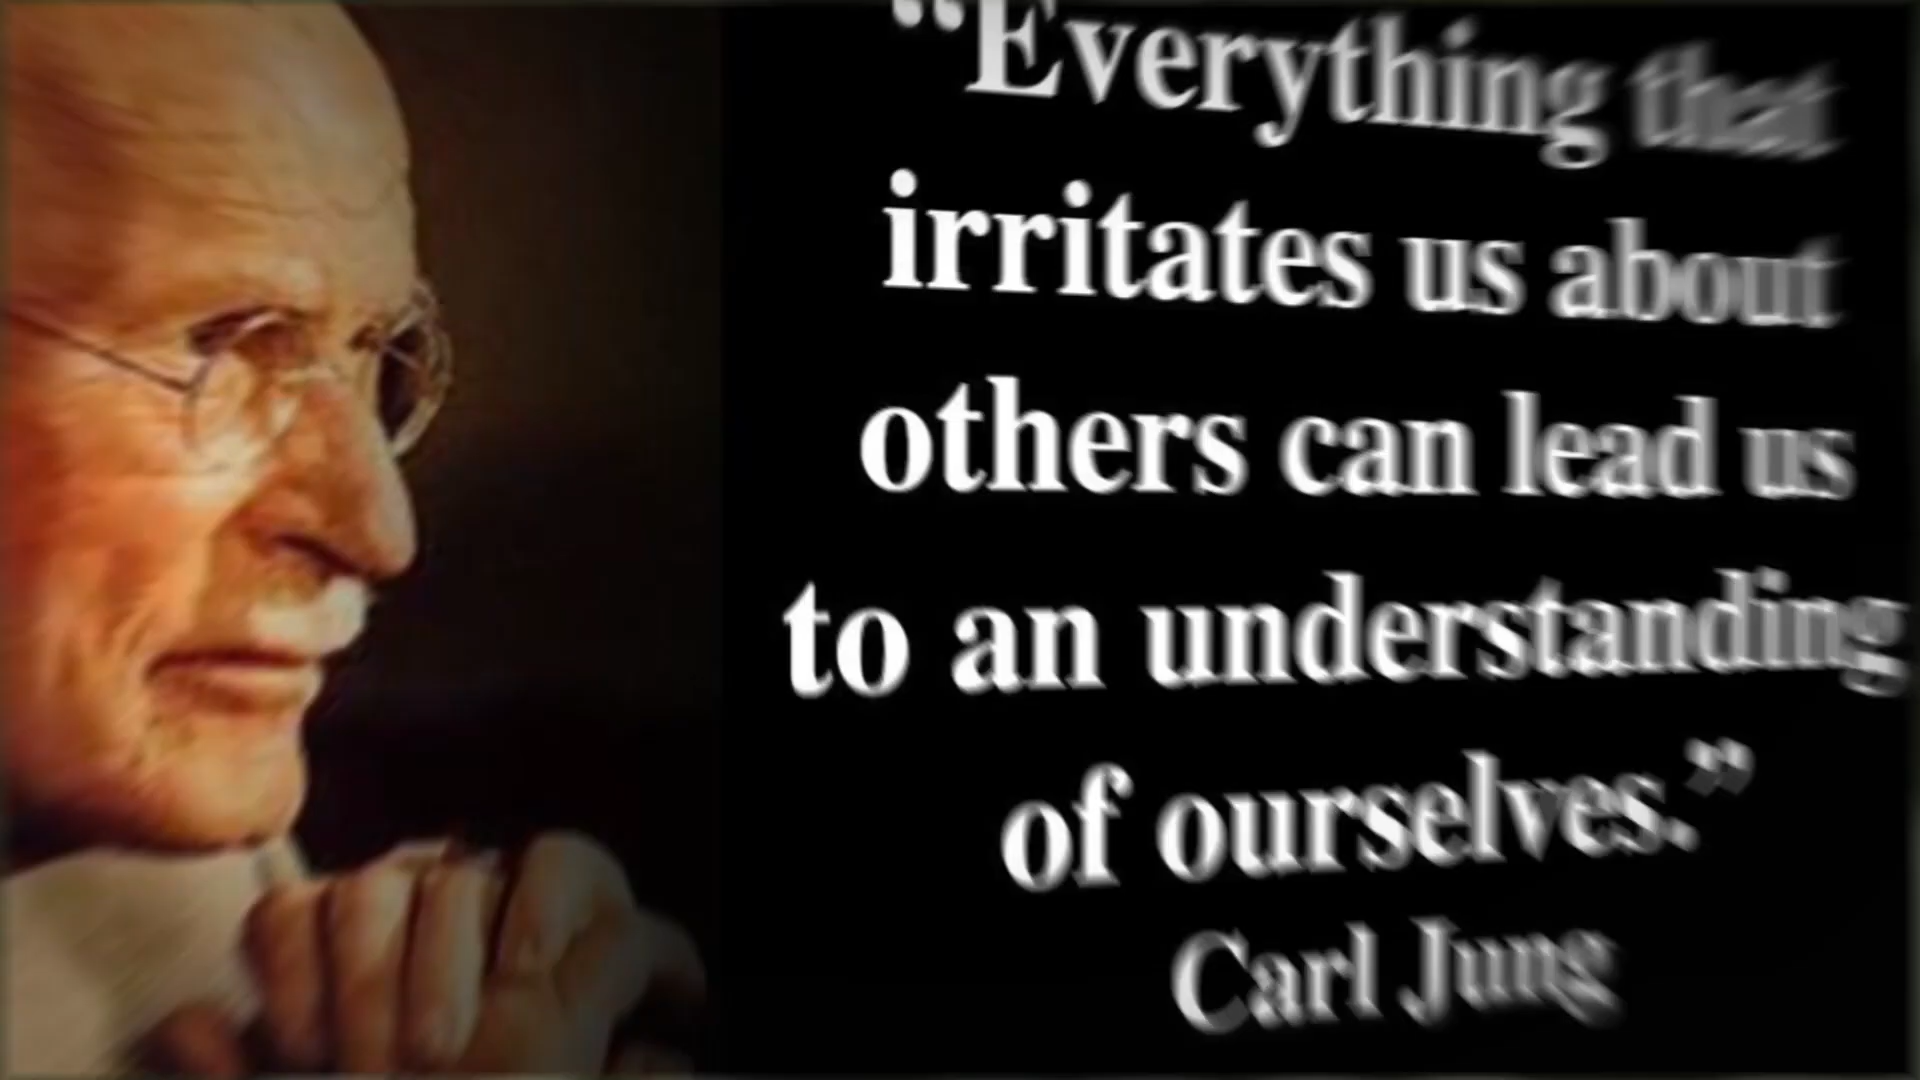 “Everything that
irritates us about
others can lead us
to an understanding
of ourselves.”
Carl Jung